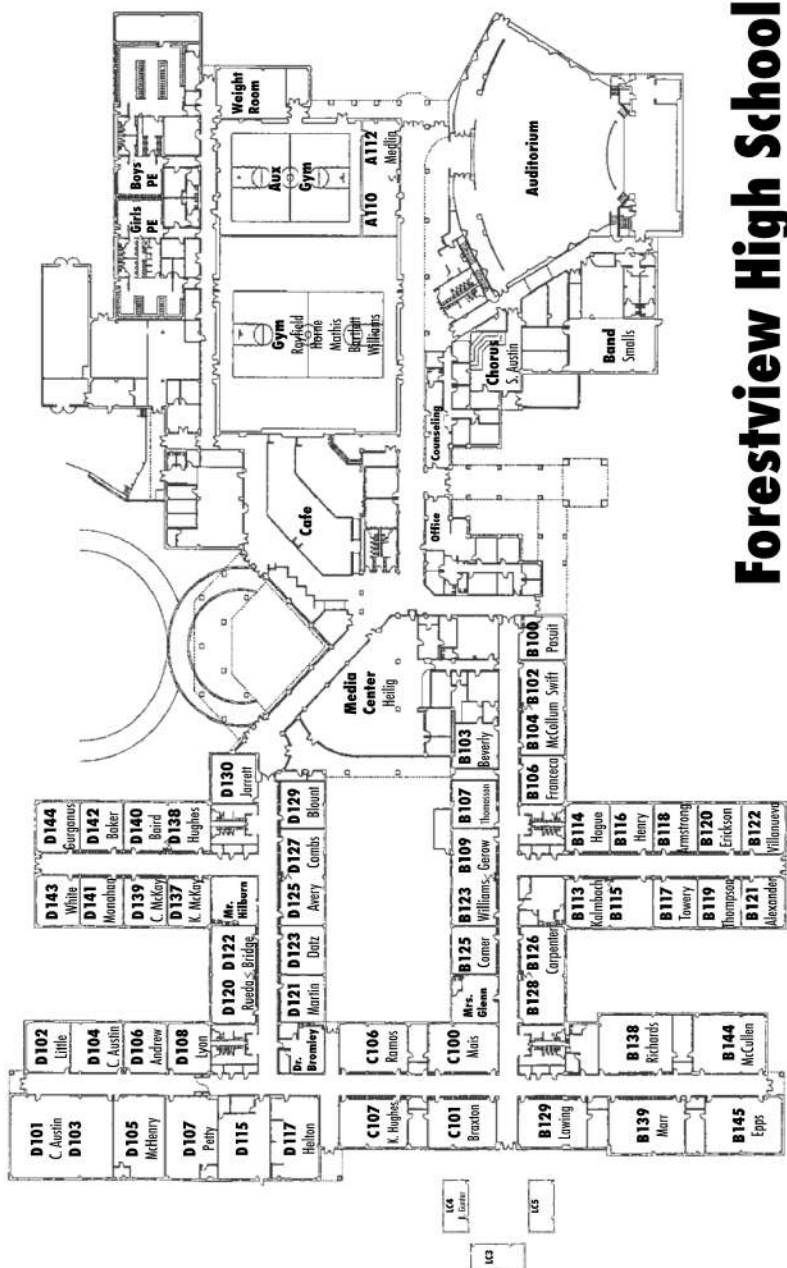 Forestview High School
Weight
Room
Boys
PE
Girls
PE
Aux
Gym
A110
A112
Medlin
Gym
Rayfield
Horne
Mathis
Bartlett
Williams
Auditorium
Chorus
S. Austin
Band
Smalls
Counseling
Office
Cafe
Media
Center
Heilig
B100
Pasuit
B102
Swift
B104
McCollum
B106
Franceca
B103
Beverly
B107
Thomasson
B109
Gerow
B123
Williams
B125
Comer
Mrs.
Glenn
B114
Hogue
B116
Henry
B118
Armstrong
B120
Erickson
B122
Villanueva
B113
Kulmbach
B115
B117
Towery
B119
Thompson
B121
Alexander
B126
Carpenter
B128
B138
Richards
B144
McCullen
B129
Lawing
B139
Marr
B145
Epps
D130
Jarrett
D129
Blount
D127
Combs
D125
Avery
D123
Datz
D121
Martin
Dr.
Bromley
D144
Gurganus
D142
Baker
D140
Baird
D138
Hughes
D143
White
D141
Monahan
D139
C. McKay
D137
K. McKay
Mr.
Hilburn
D122
Bridge
D120
Rueda
D102
Little
D104
C. Austin
D106
Andrew
D108
Lyon
D101
C. Austin
D103
D105
McHenry
D107
Petty
D115
D117
Helton
C106
Ramos
C100
Mais
C107
K. Hughes
C101
Braxton
LC4
J. Gunter
LC5
LC3